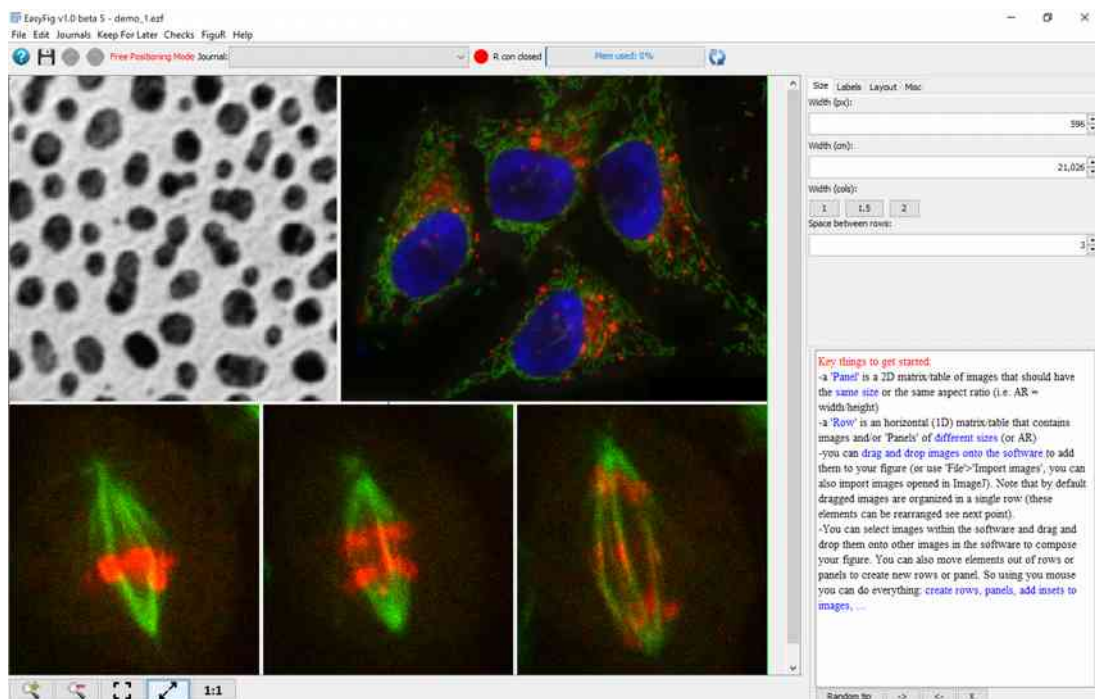 EasyFig v1.0 beta 5 - demo_1.ezf
File Edit Journals Keep For Later Checks FiguR Help
Free Positioning Mode Journal: R con closed Mem used: 0%
Size Labels Layout Misc
Width (px):
596
Width (cm):
21,026
Width (cols):
1 1.5 2
Space between rows:
3
Key things to get started:
-a 'Panel' is a 2D matrix/table of images that should have
the same size or the same aspect ratio (i.e. AR =
width/height)
-a 'Row' is an horizontal (1D) matrix/table that contains
images and/or 'Panels' of different sizes (or AR)
-you can drag and drop images onto the software to add
them to your figure (or use 'File'>'Import images', you can
also import images opened in ImageJ). Note that by default
dragged images are organized in a single row (these
elements can be rearranged see next point).
-You can select images within the software and drag and
drop them onto other images in the software to compose
your figure. You can also move elements out of rows or
panels to create new rows or panel. So using you mouse
you can do everything: create rows, panels, add insets to
images, ...
1:1
Random tip -> <- X